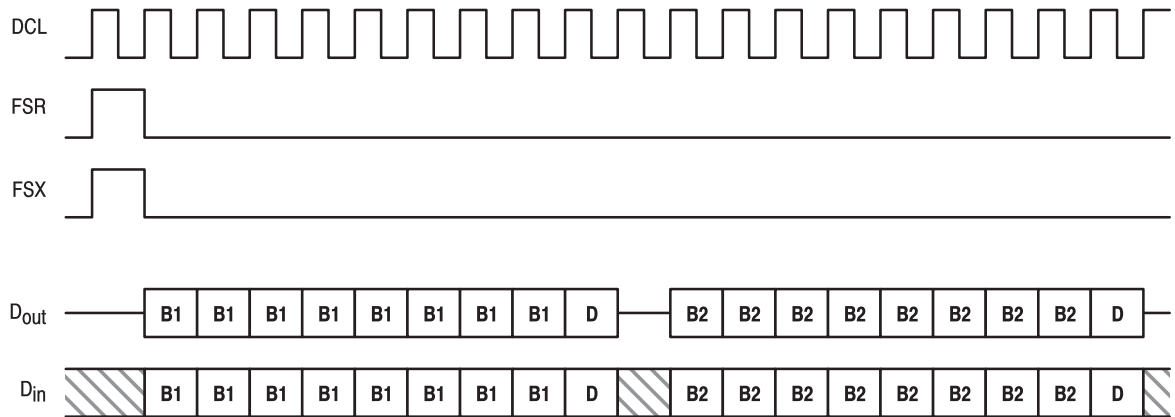 DCL
FSR
FSX
Dout B1 B1 B1 B1 B1 B1 B1 B1 D B2 B2 B2 B2 B2 B2 B2 B2 D
Din B1 B1 B1 B1 B1 B1 B1 B1 D B2 B2 B2 B2 B2 B2 B2 B2 D